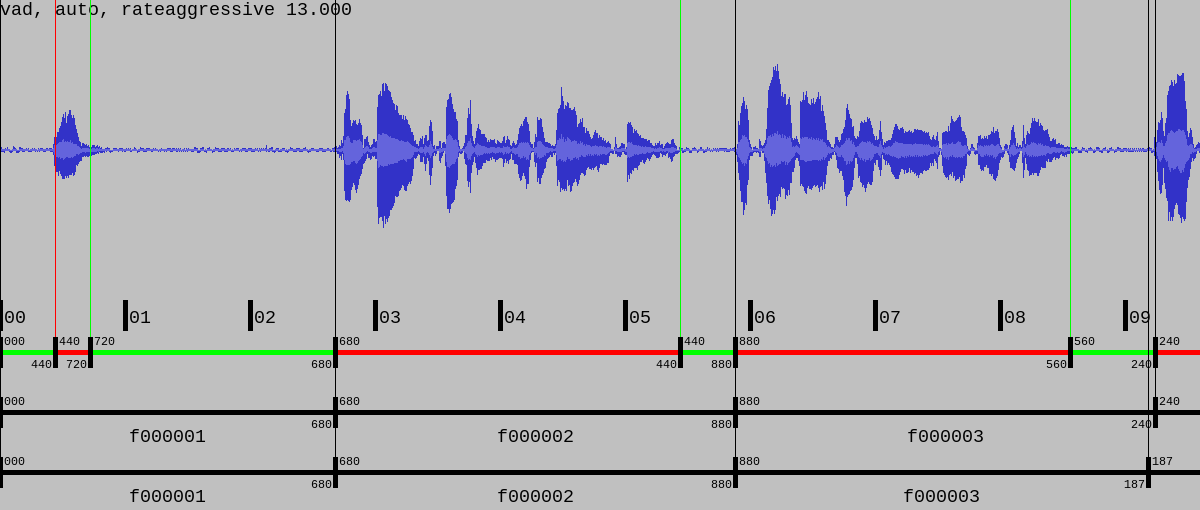 vad, auto, rateaggressive 13.000
00 01 02 03 04 05 06 07 08 09
000 440 720 680 440 880 560 240
440 720 680 440 880 560 240
000 680 880 240
680 880 240
f000001 f000002 f000003
000 680 880 187
680 880 187
f000001 f000002 f000003